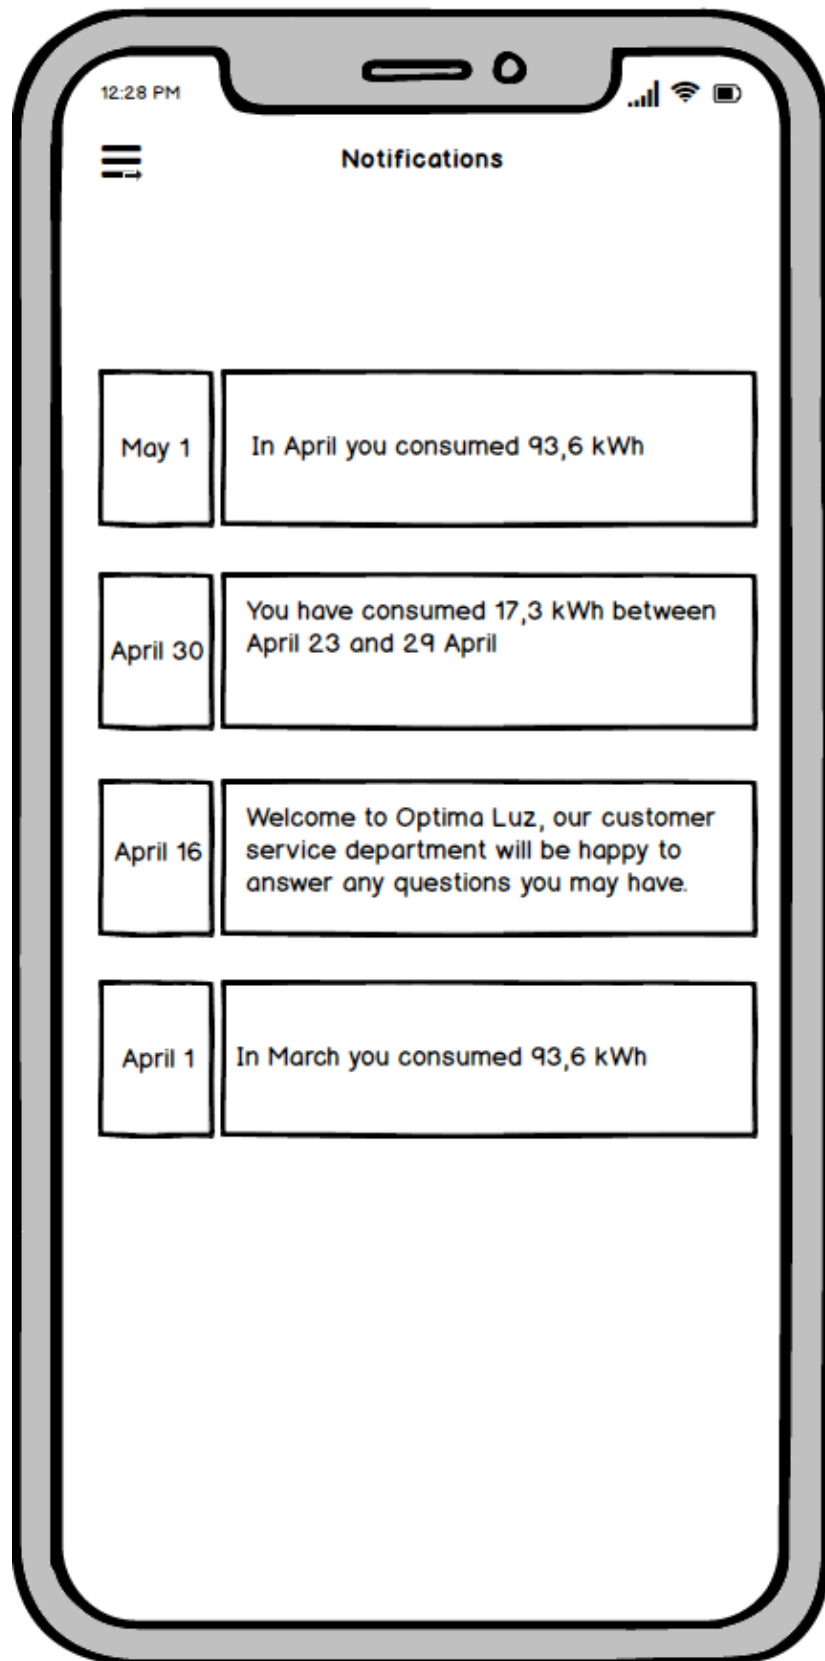 12:28 PM
Notifications
May 1
In April you consumed 93,6 kWh
April 30
You have consumed 17,3 kWh between
April 23 and 29 April
April 16
Welcome to Optima Luz, our customer
service department will be happy to
answer any questions you may have.
April 1
In March you consumed 93,6 kWh